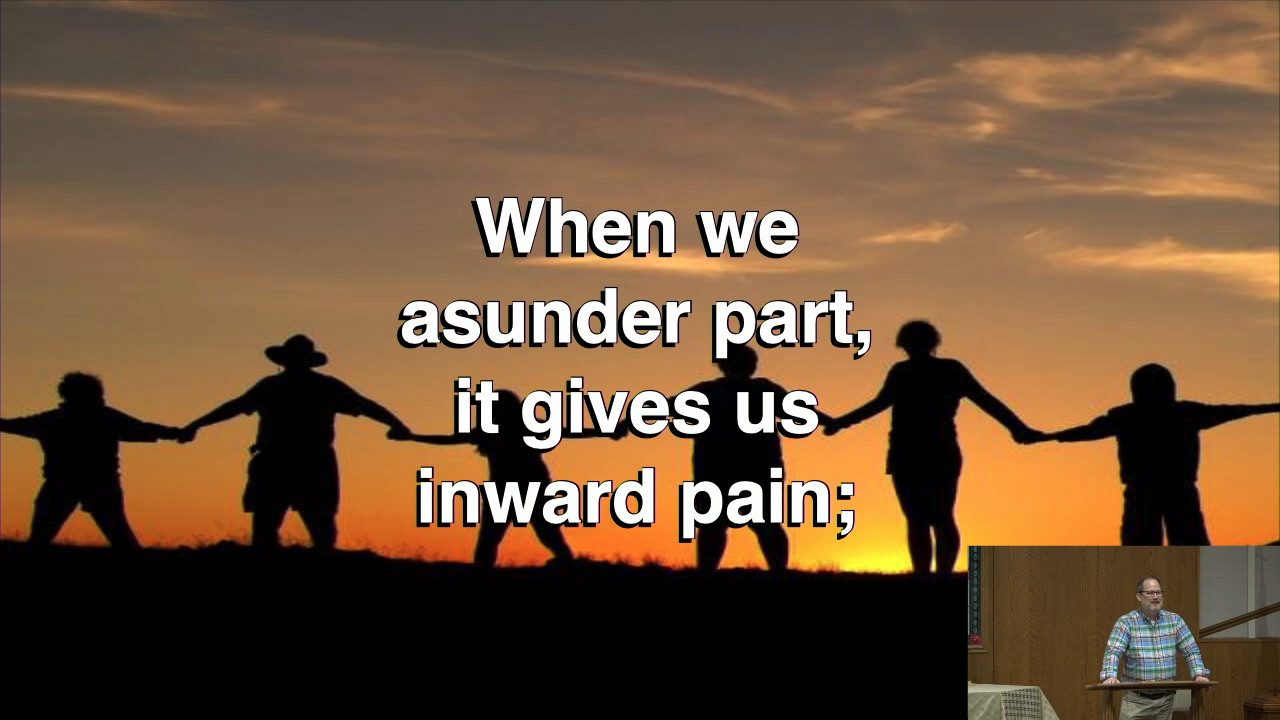 When we
asunder part,
it gives us
inward pain;